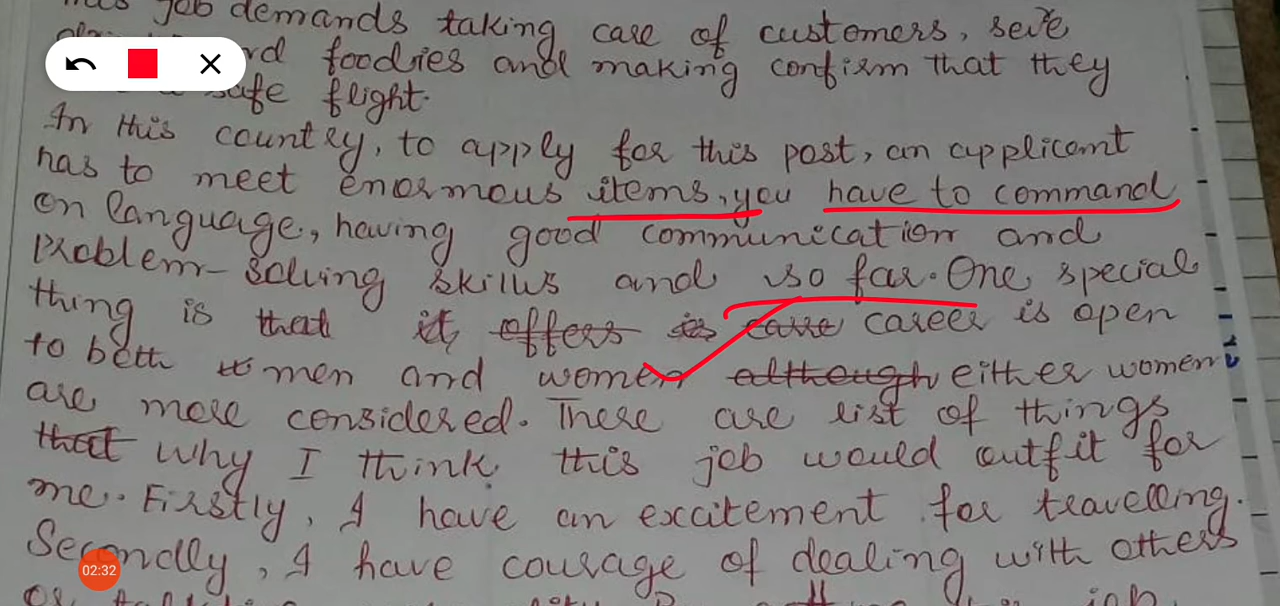 job demands taking care of customers, seve
foodies and making confirm that they
safe flight.
In this country, to apply for this post, an applicant
has to meet enormous items, you have to command
on language, having good communication and
Problem-Solving skills and so far. One special
thing is that it offers is carre career is open
to both men and women although either women
are more considered. There are list of things
that Why I think this job would outfit for
me. Firstly, I have an excitement for travelling.
Secondly, I have courage of dealing with others
02:32